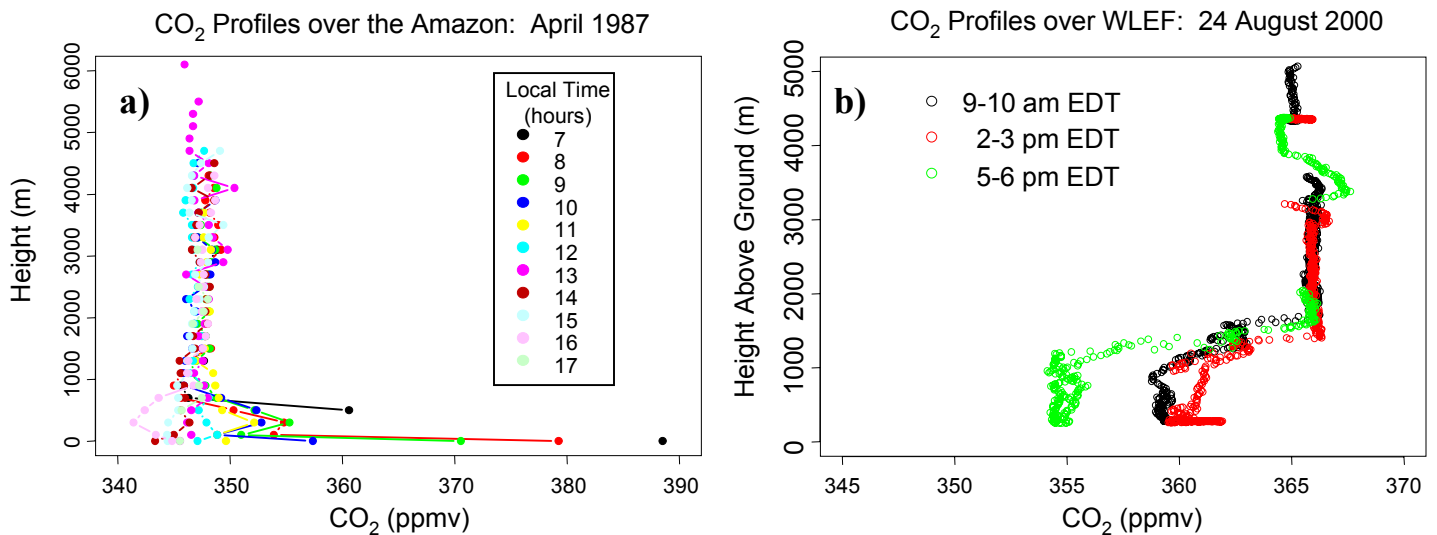 CO2 Profiles over the Amazon: April 1987
a)
Local Time
(hours)
7
8
9
10
11
12
13
14
15
16
17
Height (m)
6000
5000
4000
3000
2000
1000
0
340 350 360 370 380 390
CO2 (ppmv)
CO2 Profiles over WLEF: 24 August 2000
b)
9-10 am EDT
2-3 pm EDT
5-6 pm EDT
Height Above Ground (m)
5000
4000
3000
2000
1000
0
345 350 355 360 365 370
CO2 (ppmv)